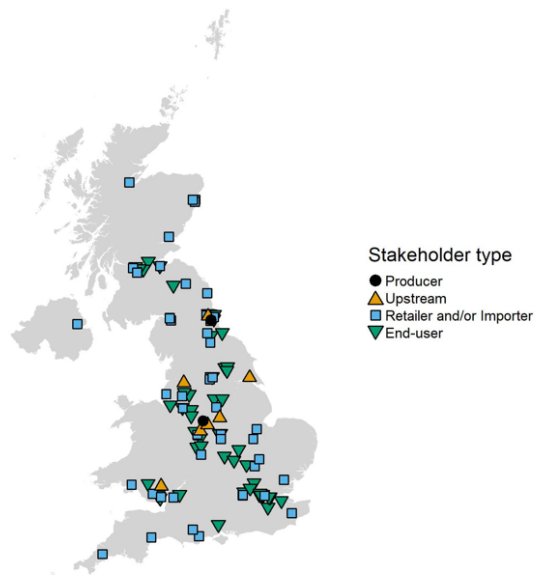 Stakeholder type
Producer
Upstream
Retailer and/or Importer
End-user